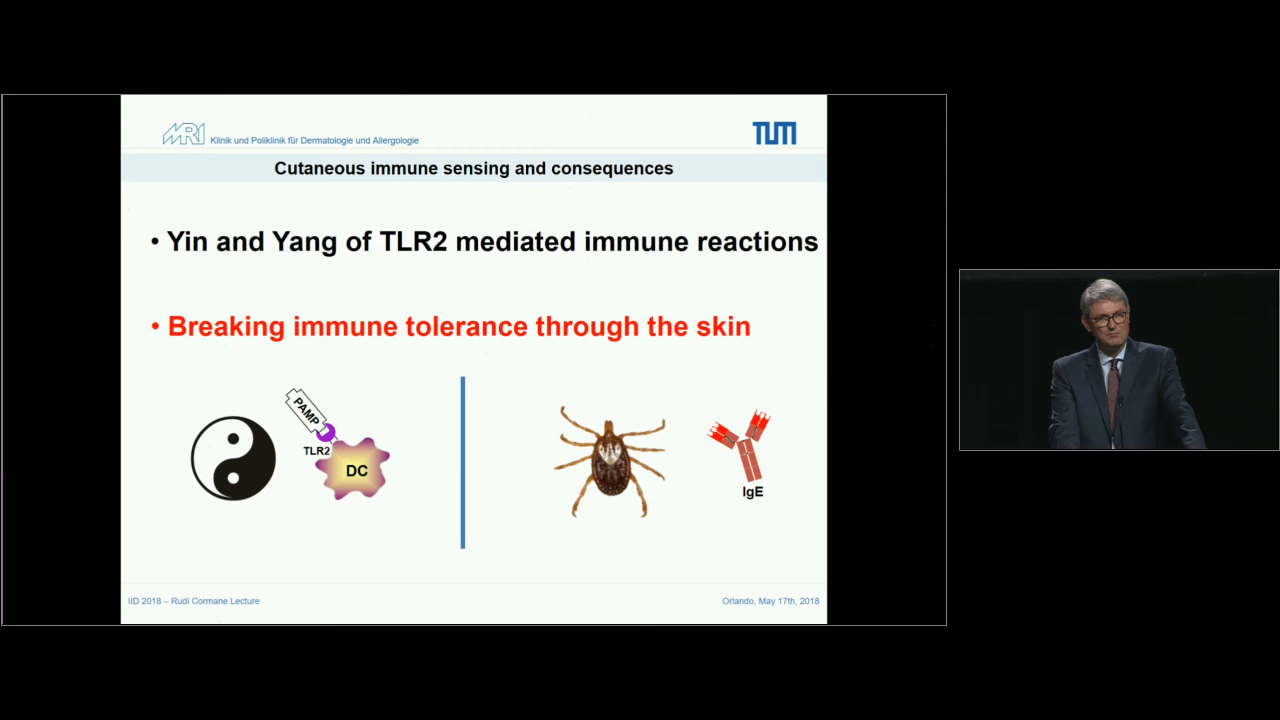 MRI Klinik und Poliklinik für Dermatologie und Allergologie
TUM
Cutaneous immune sensing and consequences
• Yin and Yang of TLR2 mediated immune reactions
• Breaking immune tolerance through the skin
PAMP
TLR2
DC
IgE
IID 2018 – Rudi Cormane Lecture
Orlando, May 17th, 2018